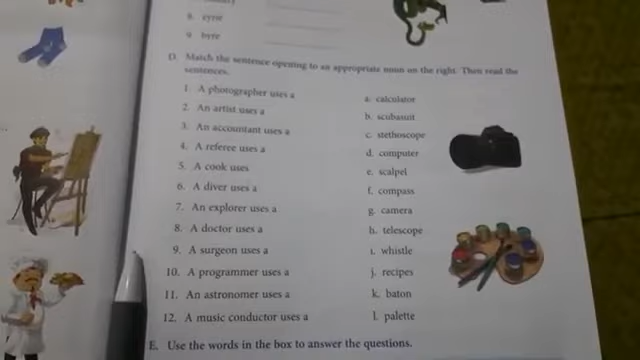 8. eyrie
9. byre
D. Match the sentence opening to an appropriate noun on the right. Then read the
sentences.
1. A photographer uses a
a. calculator
2. An artist uses a
b. scubasuit
3. An accountant uses a
c. stethoscope
4. A referee uses a
d. computer
5. A cook uses
e. scalpel
6. A diver uses a
f. compass
7. An explorer uses a
g. camera
8. A doctor uses a
h. telescope
9. A surgeon uses a
i. whistle
10. A programmer uses a
j. recipes
11. An astronomer uses a
k. baton
12. A music conductor uses a
l. palette
E. Use the words in the box to answer the questions.